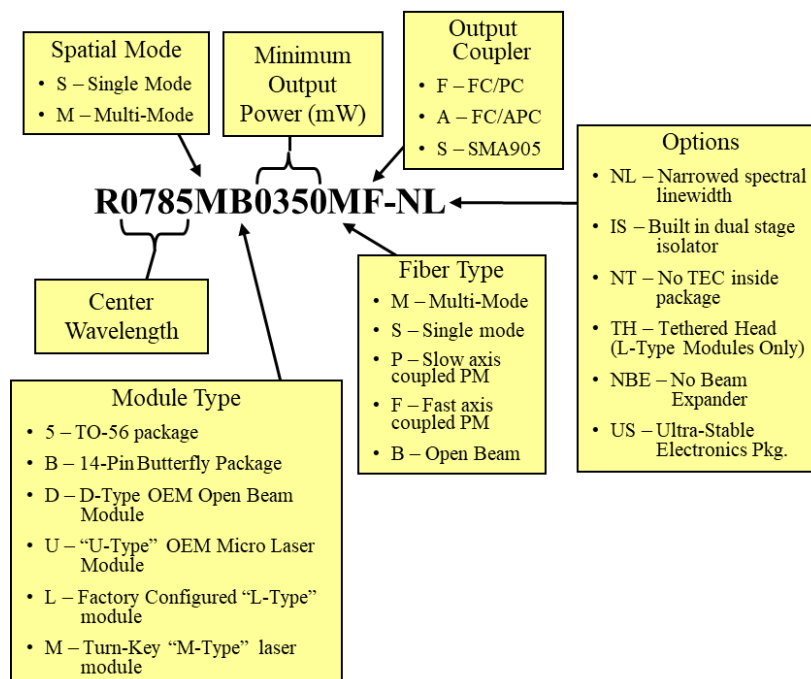 Spatial Mode
• S – Single Mode
• M – Multi-Mode
Minimum
Output
Power (mW)
Output
Coupler
• F – FC/PC
• A – FC/APC
• S – SMA905
Options
• NL – Narrowed spectral
linewidth
• IS – Built in dual stage
isolator
• NT – No TEC inside
package
• TH – Tethered Head
(L-Type Modules Only)
• NBE – No Beam
Expander
• US – Ultra-Stable
Electronics Pkg.
R0785MB0350MF-NL
Center
Wavelength
Fiber Type
• M – Multi-Mode
• S – Single mode
• P – Slow axis
coupled PM
• F – Fast axis
coupled PM
• B – Open Beam
Module Type
• 5 – TO-56 package
• B – 14-Pin Butterfly Package
• D – D-Type OEM Open Beam
Module
• U – “U-Type” OEM Micro Laser
Module
• L – Factory Configured “L-Type”
module
• M – Turn-Key “M-Type” laser
module